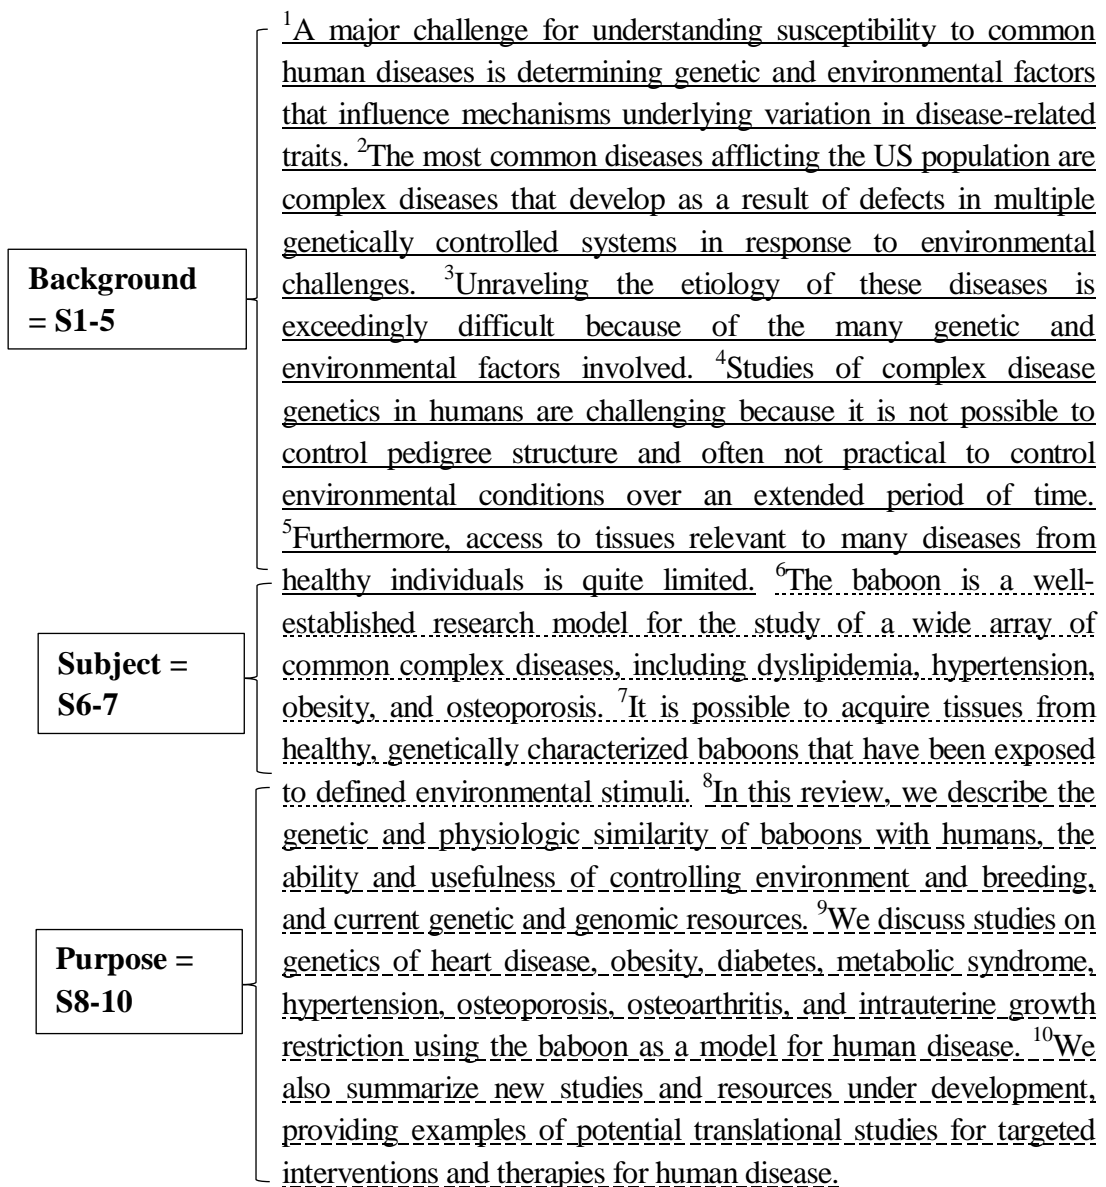 ¹A major challenge for understanding susceptibility to common
human diseases is determining genetic and environmental factors
that influence mechanisms underlying variation in disease-related
traits. ²The most common diseases afflicting the US population are
complex diseases that develop as a result of defects in multiple
genetically controlled systems in response to environmental
challenges. ³Unraveling the etiology of these diseases is
exceedingly difficult because of the many genetic and
environmental factors involved. ⁴Studies of complex disease
genetics in humans are challenging because it is not possible to
control pedigree structure and often not practical to control
environmental conditions over an extended period of time.
⁵Furthermore, access to tissues relevant to many diseases from
healthy individuals is quite limited. ⁶The baboon is a well-
established research model for the study of a wide array of
common complex diseases, including dyslipidemia, hypertension,
obesity, and osteoporosis. ⁷It is possible to acquire tissues from
healthy, genetically characterized baboons that have been exposed
to defined environmental stimuli. ⁸In this review, we describe the
genetic and physiologic similarity of baboons with humans, the
ability and usefulness of controlling environment and breeding,
and current genetic and genomic resources. ⁹We discuss studies on
genetics of heart disease, obesity, diabetes, metabolic syndrome,
hypertension, osteoporosis, osteoarthritis, and intrauterine growth
restriction using the baboon as a model for human disease. ¹⁰We
also summarize new studies and resources under development,
providing examples of potential translational studies for targeted
interventions and therapies for human disease.
Background
= S1-5
Subject =
S6-7
Purpose =
S8-10